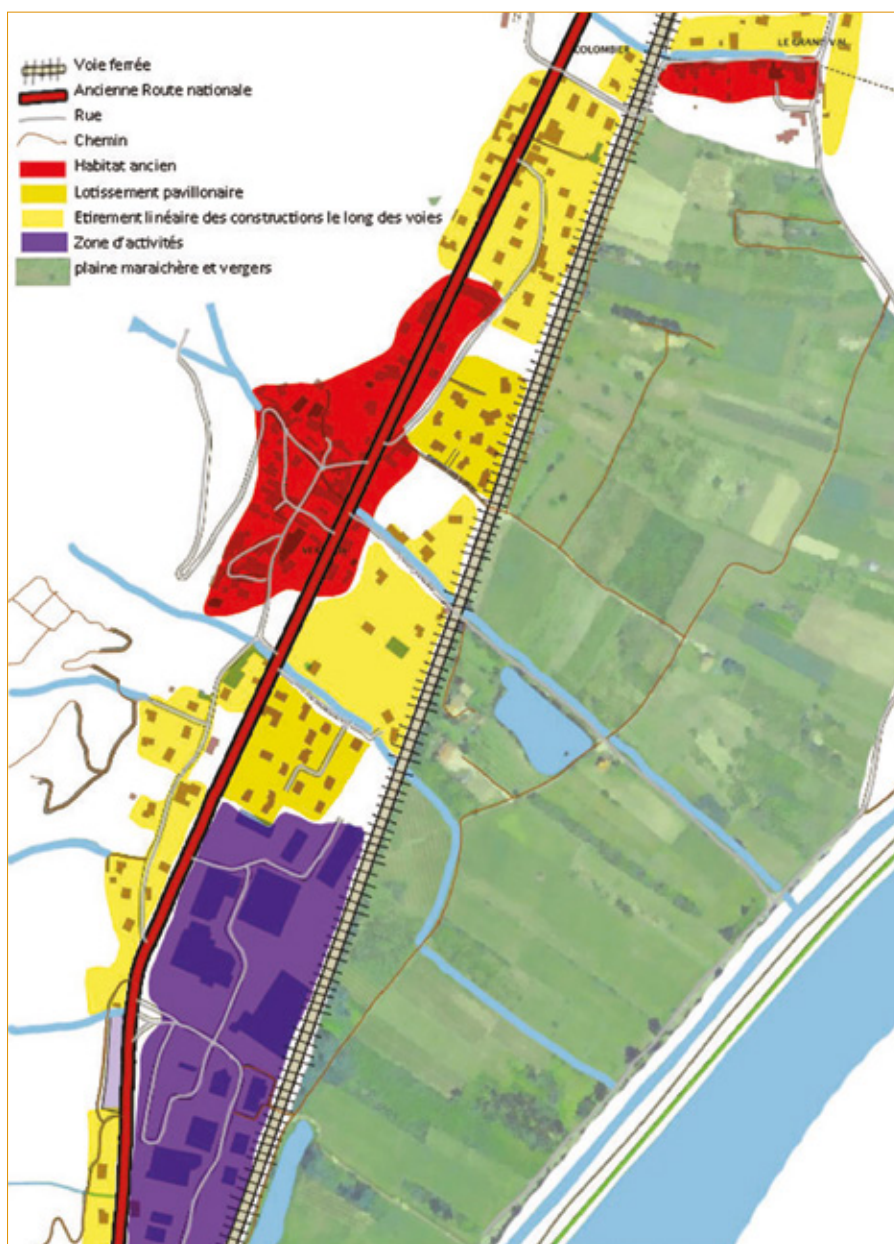 Voie ferrée
Ancienne Route nationale
Rue
Chemin
Habitat ancien
Lotissement pavillonaire
Etirement linéaire des constructions le long des voies
Zone d'activités
plaine maraichère et vergers
COLOMBIER
LE GRAND VAL